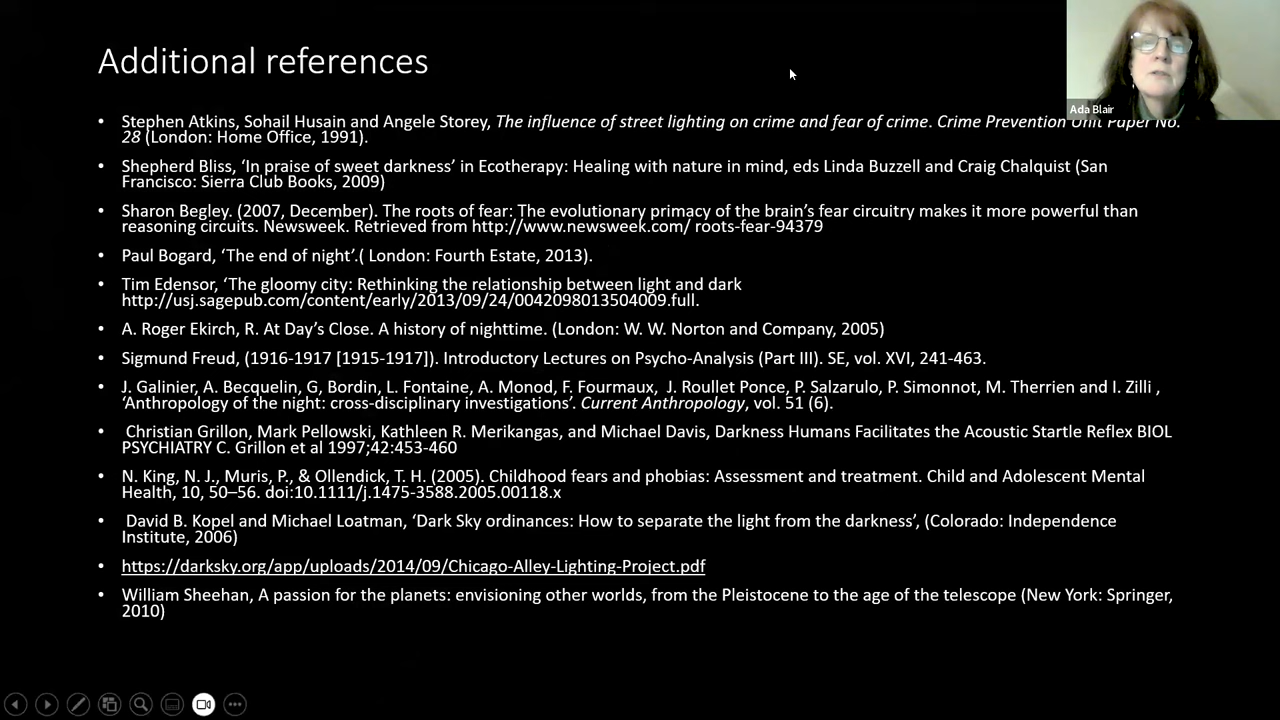 Additional references
Ada Blair
• Stephen Atkins, Sohail Husain and Angele Storey, The influence of street lighting on crime and fear of crime. Crime Prevention Unit Paper No.
28 (London: Home Office, 1991).
• Shepherd Bliss, ‘In praise of sweet darkness’ in Ecotherapy: Healing with nature in mind, eds Linda Buzzell and Craig Chalquist (San
Francisco: Sierra Club Books, 2009)
• Sharon Begley. (2007, December). The roots of fear: The evolutionary primacy of the brain’s fear circuitry makes it more powerful than
reasoning circuits. Newsweek. Retrieved from http://www.newsweek.com/ roots-fear-94379
• Paul Bogard, ‘The end of night’.( London: Fourth Estate, 2013).
• Tim Edensor, ‘The gloomy city: Rethinking the relationship between light and dark
http://usj.sagepub.com/content/early/2013/09/24/0042098013504009.full.
• A. Roger Ekirch, R. At Day’s Close. A history of nighttime. (London: W. W. Norton and Company, 2005)
• Sigmund Freud, (1916-1917 [1915-1917]). Introductory Lectures on Psycho-Analysis (Part III). SE, vol. XVI, 241-463.
• J. Galinier, A. Becquelin, G, Bordin, L. Fontaine, A. Monod, F. Fourmaux, J. Roullet Ponce, P. Salzarulo, P. Simonnot, M. Therrien and I. Zilli ,
‘Anthropology of the night: cross-disciplinary investigations’. Current Anthropology, vol. 51 (6).
• Christian Grillon, Mark Pellowski, Kathleen R. Merikangas, and Michael Davis, Darkness Humans Facilitates the Acoustic Startle Reflex BIOL
PSYCHIATRY C. Grillon et al 1997;42:453-460
• N. King, N. J., Muris, P., & Ollendick, T. H. (2005). Childhood fears and phobias: Assessment and treatment. Child and Adolescent Mental
Health, 10, 50–56. doi:10.1111/j.1475-3588.2005.00118.x
• David B. Kopel and Michael Loatman, ‘Dark Sky ordinances: How to separate the light from the darkness’, (Colorado: Independence
Institute, 2006)
• https://darksky.org/app/uploads/2014/09/Chicago-Alley-Lighting-Project.pdf
• William Sheehan, A passion for the planets: envisioning other worlds, from the Pleistocene to the age of the telescope (New York: Springer,
2010)